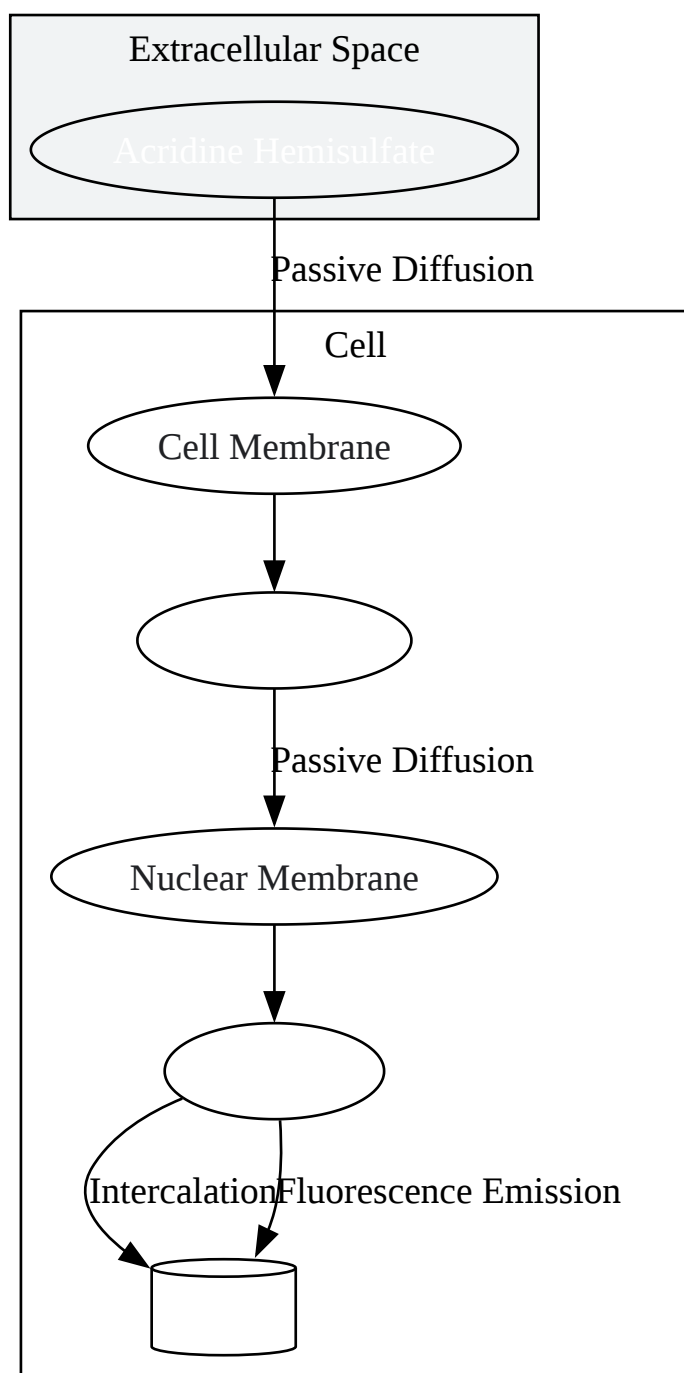 Extracellular Space
Acridine Hemisulfate
Passive Diffusion
Cell
Cell Membrane
Passive Diffusion
Nuclear Membrane
Intercalation
Fluorescence Emission